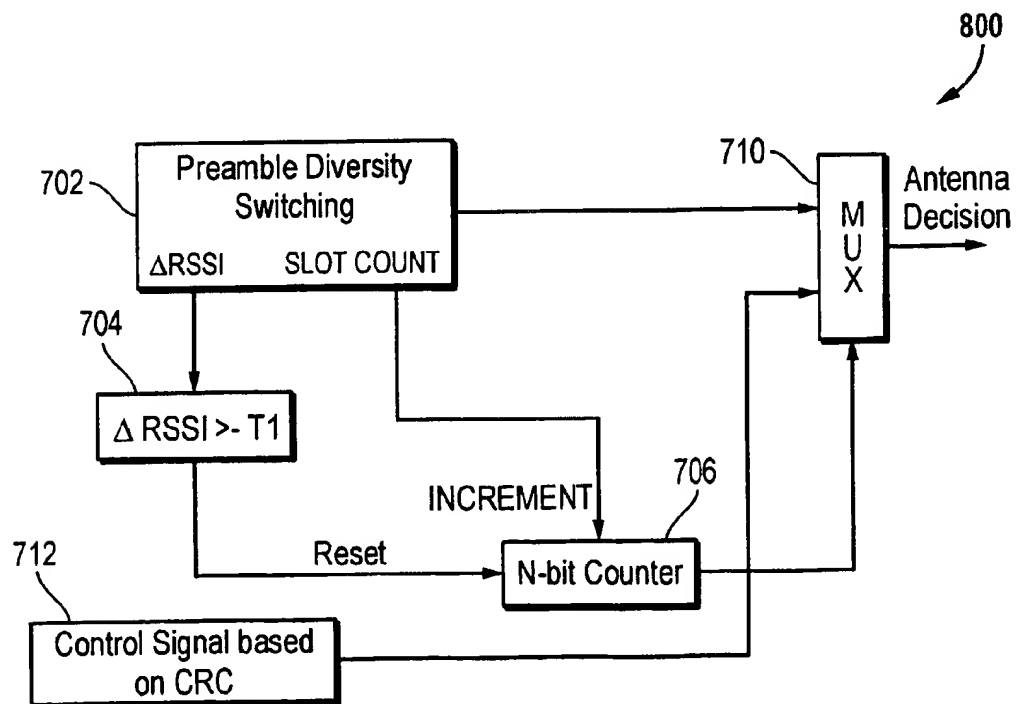 800
702
Preamble Diversity
Switching
ΔRSSI SLOT COUNT
710
MUX
Antenna
Decision
704
Δ RSSI >- T1
INCREMENT
706
Reset
N-bit Counter
712
Control Signal based
on CRC